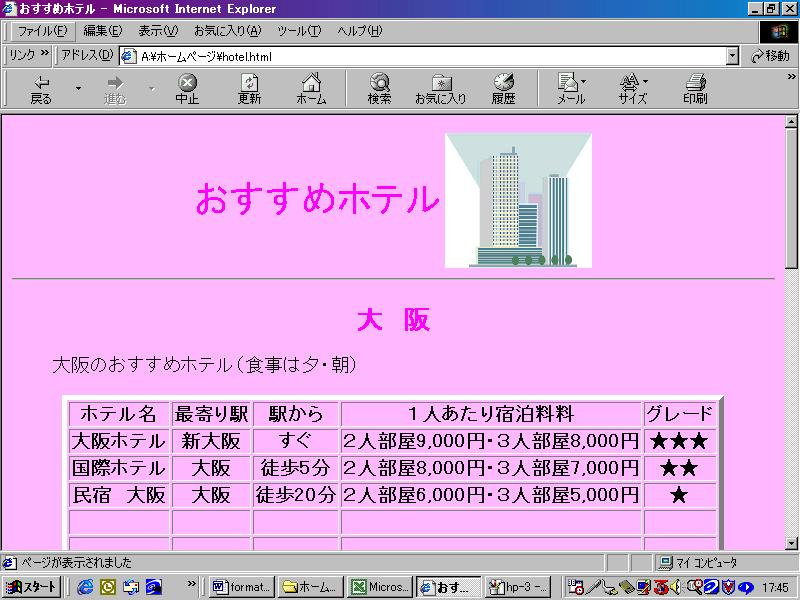 おすすめホテル - Microsoft Internet Explorer
ファイル(F) 編集(E) 表示(V) お気に入り(A) ツール(T) ヘルプ(H)
リンク » アドレス(D) A:¥ホームページ¥hotel.html 移動
戻る 進む 中止 更新 ホーム 検索 お気に入り 履歴 メール サイズ 印刷 »
おすすめホテル
大 阪
大阪のおすすめホテル(食事は夕・朝)
ホテル名 最寄り駅 駅から 1人あたり宿泊料料 グレード
大阪ホテル 新大阪 すぐ 2人部屋9,000円・3人部屋8,000円 ★★★
国際ホテル 大阪 徒歩5分 2人部屋8,000円・3人部屋7,000円 ★★
民宿 大阪 大阪 徒歩20分 2人部屋6,000円・3人部屋5,000円 ★
ページが表示されました マイ コンピュータ
スタート » format... ホーム... Micros... おす... hp-3 -... 17:45